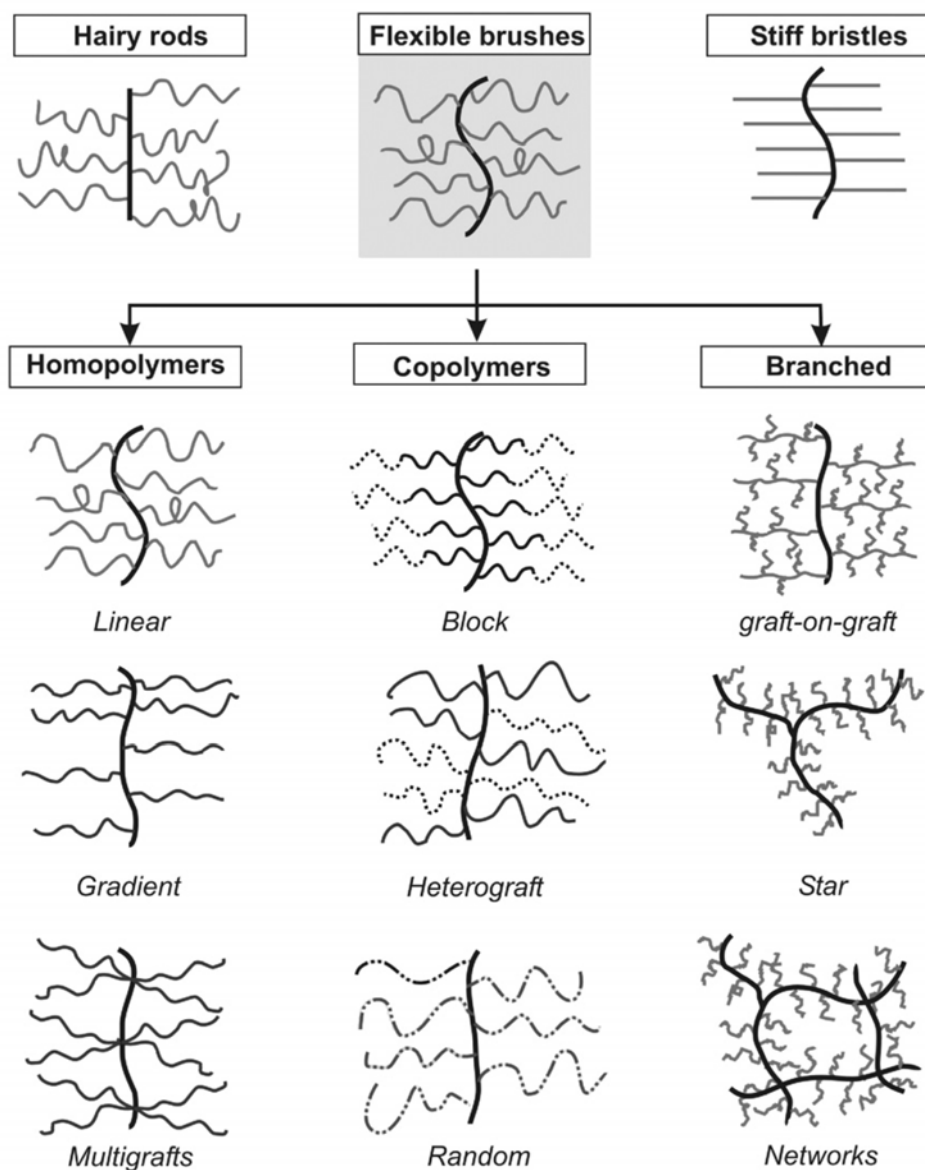 Hairy rods
Flexible brushes
Stiff bristles
Homopolymers
Copolymers
Branched
Linear
Block
graft-on-graft
Gradient
Heterograft
Star
Multigrafts
Random
Networks